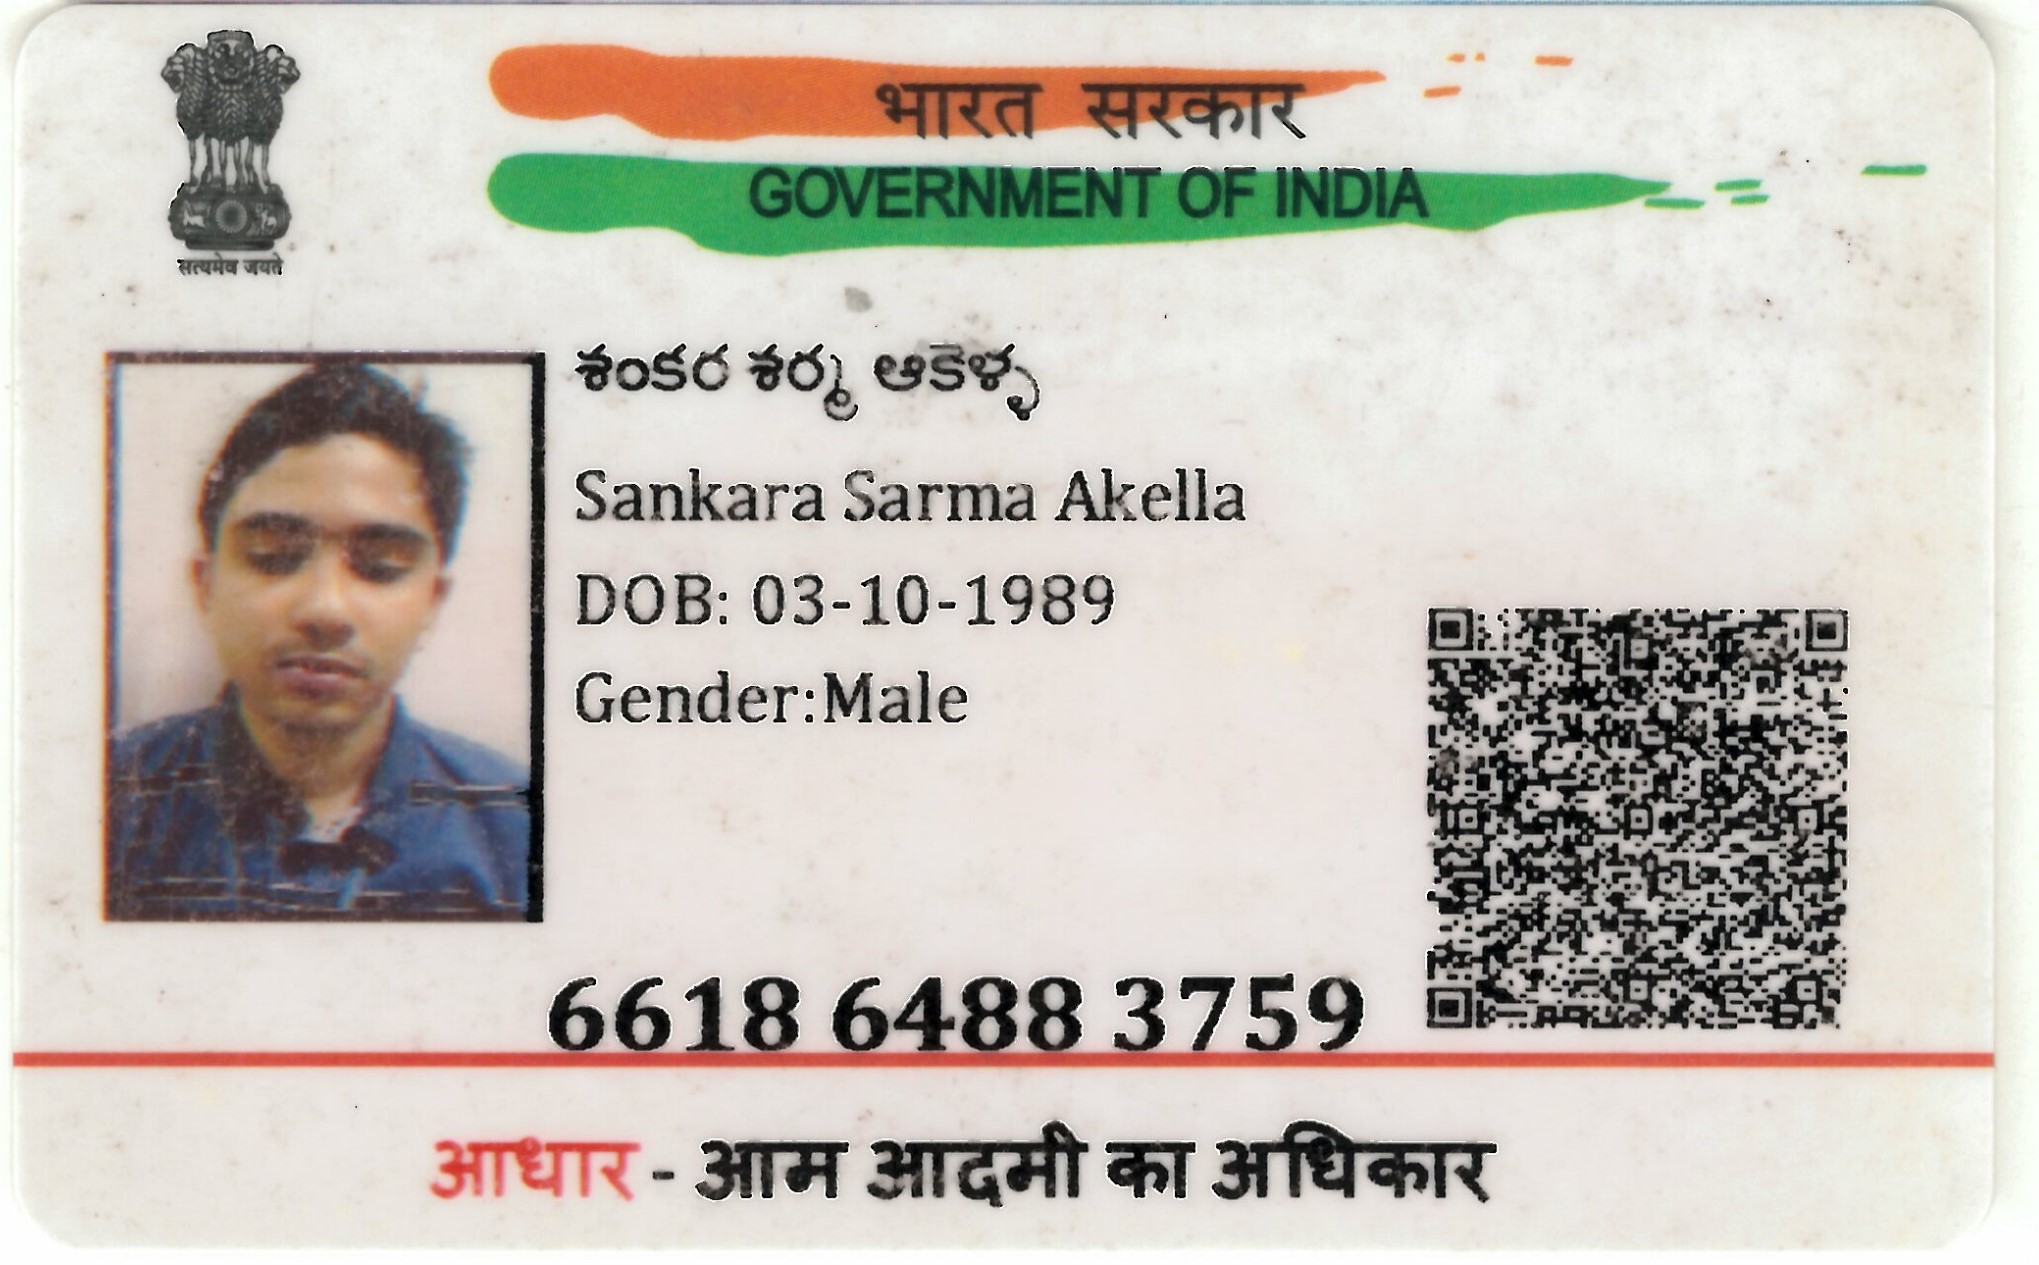 भारत सरकार
GOVERNMENT OF INDIA
सत्यमेव जयते
శంకర శర్మ ఆకెళ్ళ
Sankara Sarma Akella
DOB: 03-10-1989
Gender:Male
6618 6488 3759
आधार - आम आदमी का अधिकार